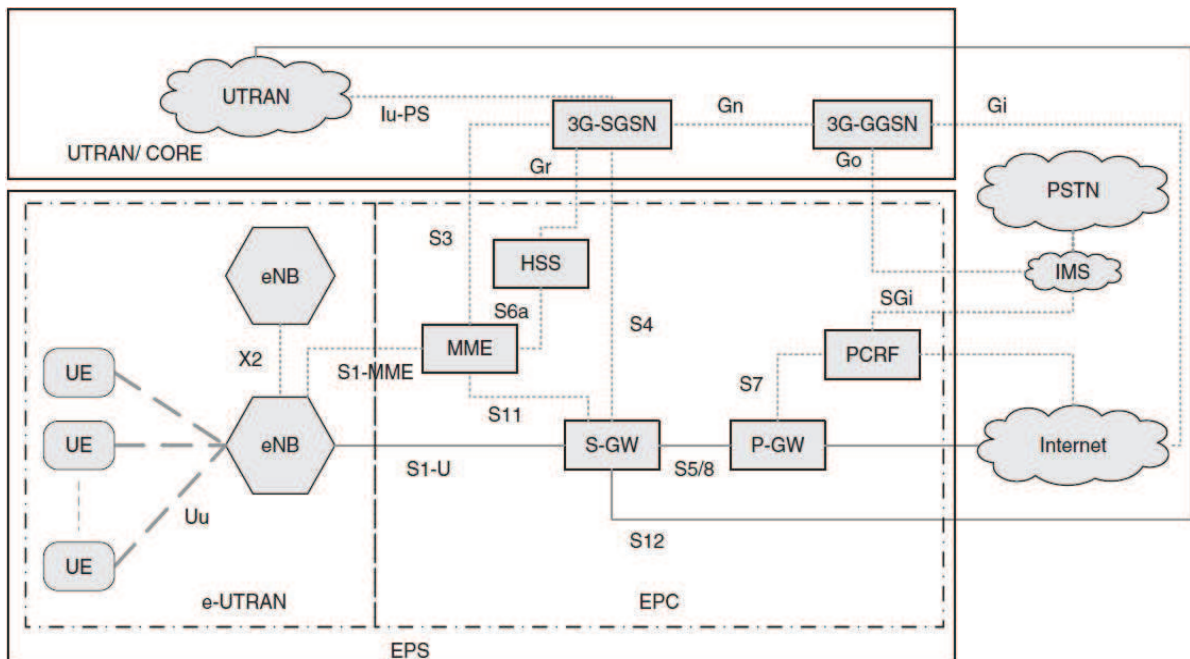 UTRAN
Iu-PS
3G-SGSN
Gn
3G-GGSN
Gi
UTRAN/ CORE
Gr
Go
PSTN
eNB
S3
HSS
IMS
S6a
S4
SGi
X2
MME
PCRF
UE
S1-MME
S7
S11
UE
eNB
S-GW
P-GW
Internet
S1-U
S5/8
Uu
S12
UE
e-UTRAN
EPC
EPS